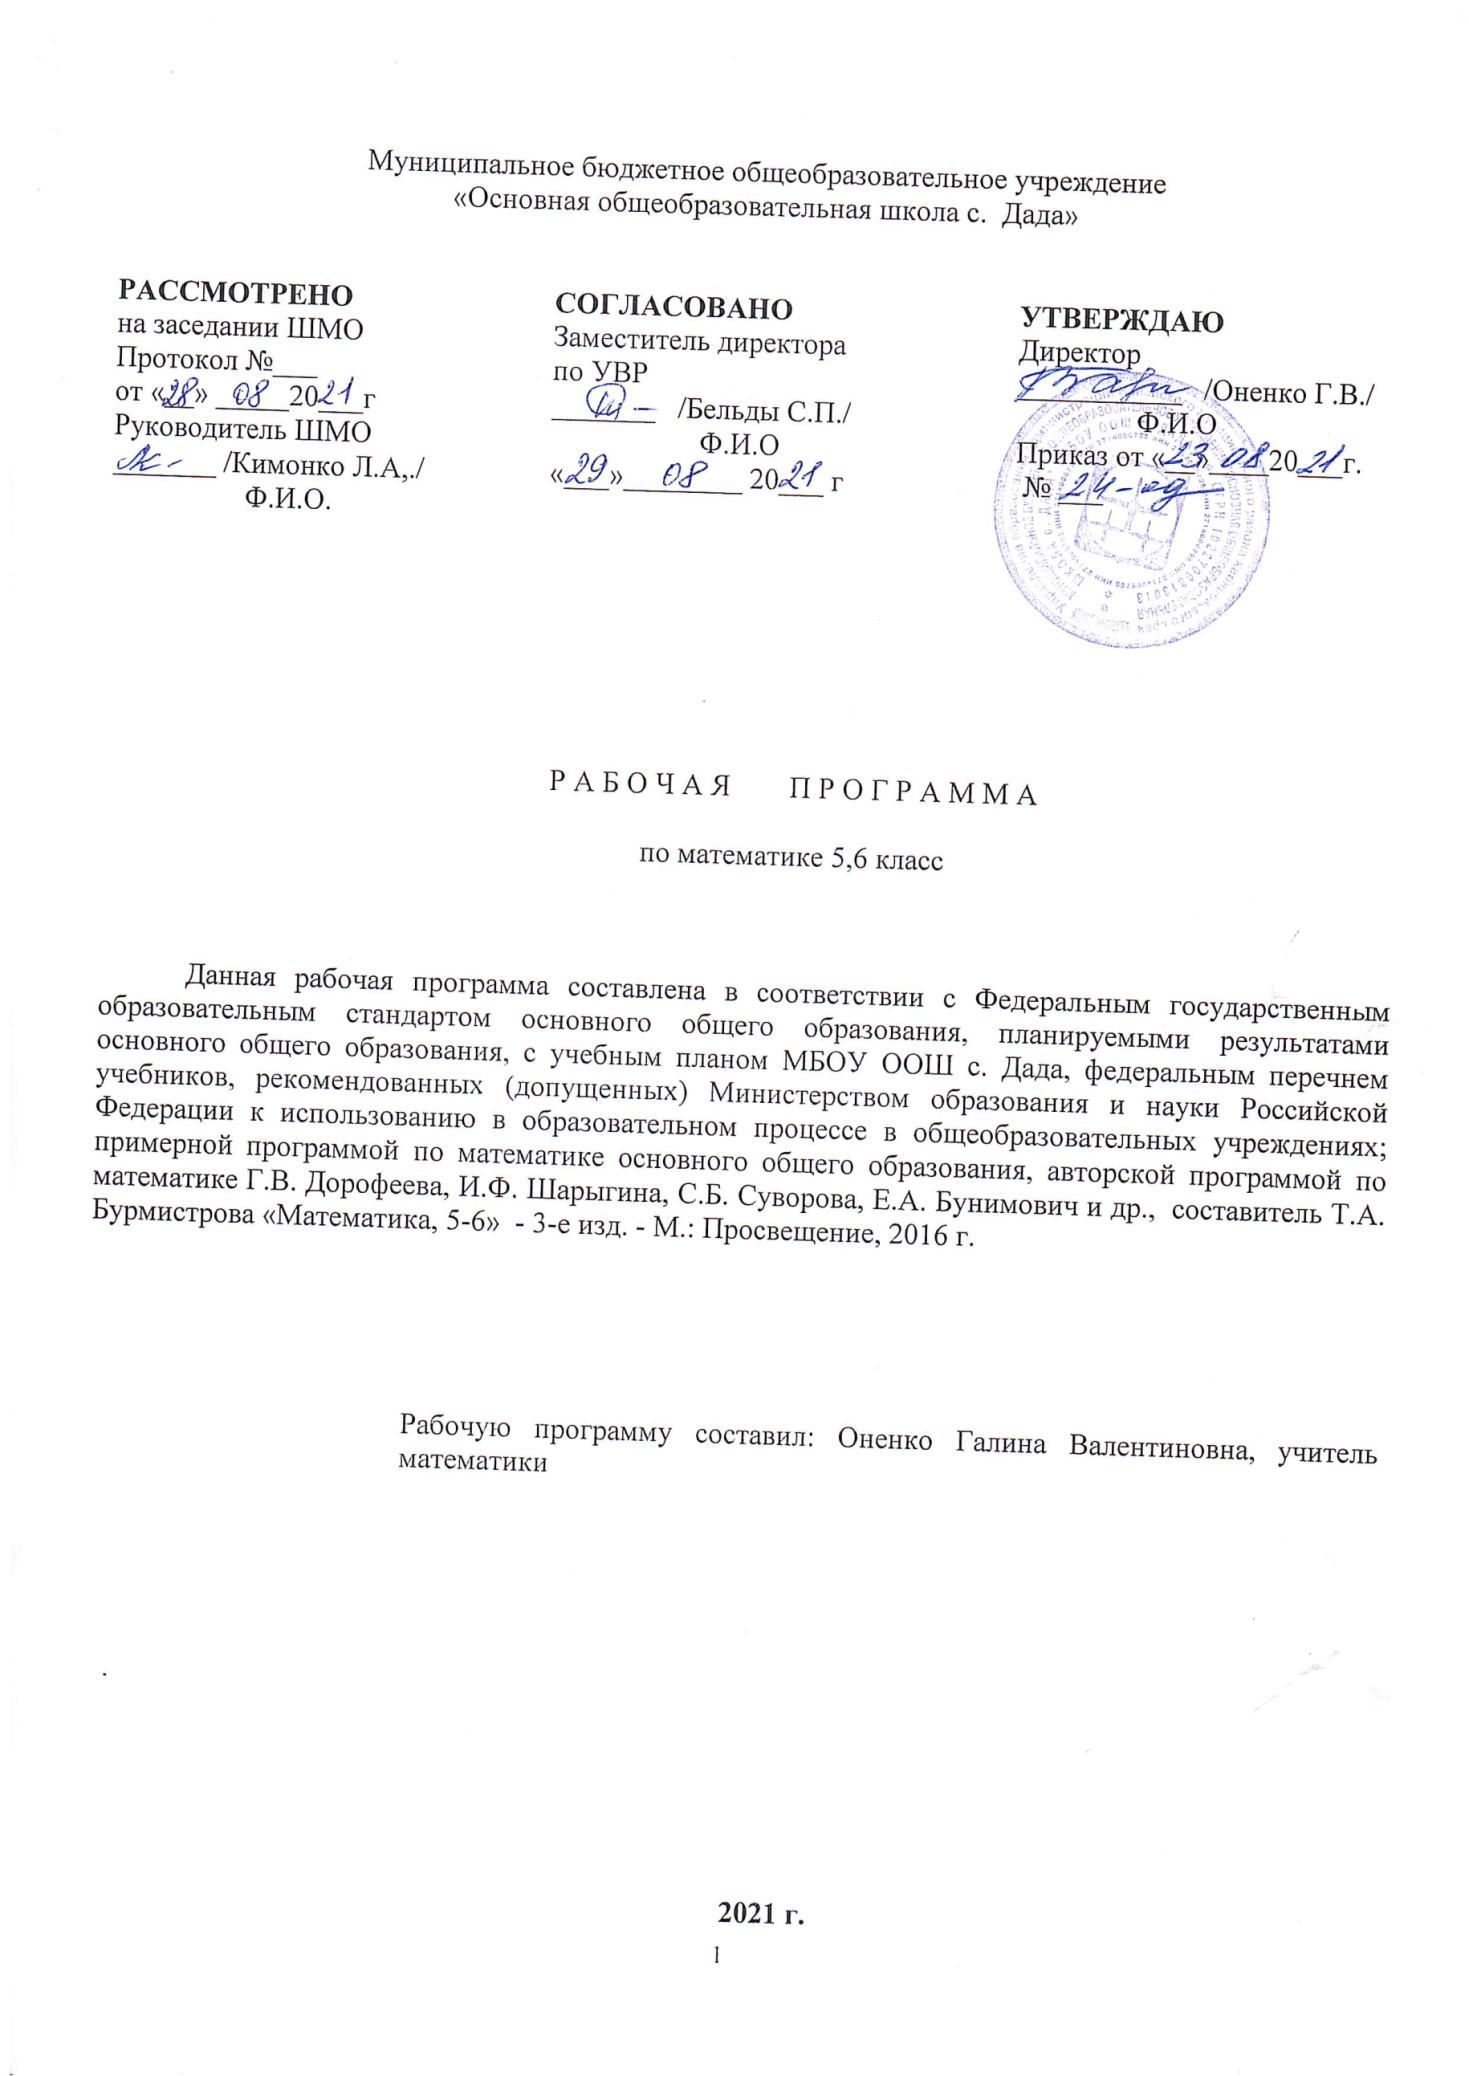 Муниципальное бюджетное общеобразовательное учреждение
«Основная общеобразовательная школа с. Дада»
РАССМОТРЕНО
на заседании ШМО
Протокол №___
от «28» 08 2021 г
Руководитель ШМО
_______ /Кимонко Л.А,./
Ф.И.О.
СОГЛАСОВАНО
Заместитель директора
по УВР
_______ /Бельды С.П./
Ф.И.О
«29» 08 2021 г
УТВЕРЖДАЮ
Директор
___________ /Оненко Г.В./
Ф.И.О
Приказ от «23» 08 2021 г.
№ 24-од
Р А Б О Ч А Я П Р О Г Р А М М А
по математике 5,6 класс
Данная рабочая программа составлена в соответствии с Федеральным государственным
образовательным стандартом основного общего образования, планируемыми результатами
основного общего образования, с учебным планом МБОУ ООШ с. Дада, федеральным перечнем
учебников, рекомендованных (допущенных) Министерством образования и науки Российской
Федерации к использованию в образовательном процессе в общеобразовательных учреждениях;
примерной программой по математике основного общего образования, авторской программой по
математике Г.В. Дорофеева, И.Ф. Шарыгина, С.Б. Суворова, Е.А. Бунимович и др., составитель Т.А.
Бурмистрова «Математика, 5-6» - 3-е изд. - М.: Просвещение, 2016 г.
Рабочую программу составил: Оненко Галина Валентиновна, учитель
математики
2021 г.
1